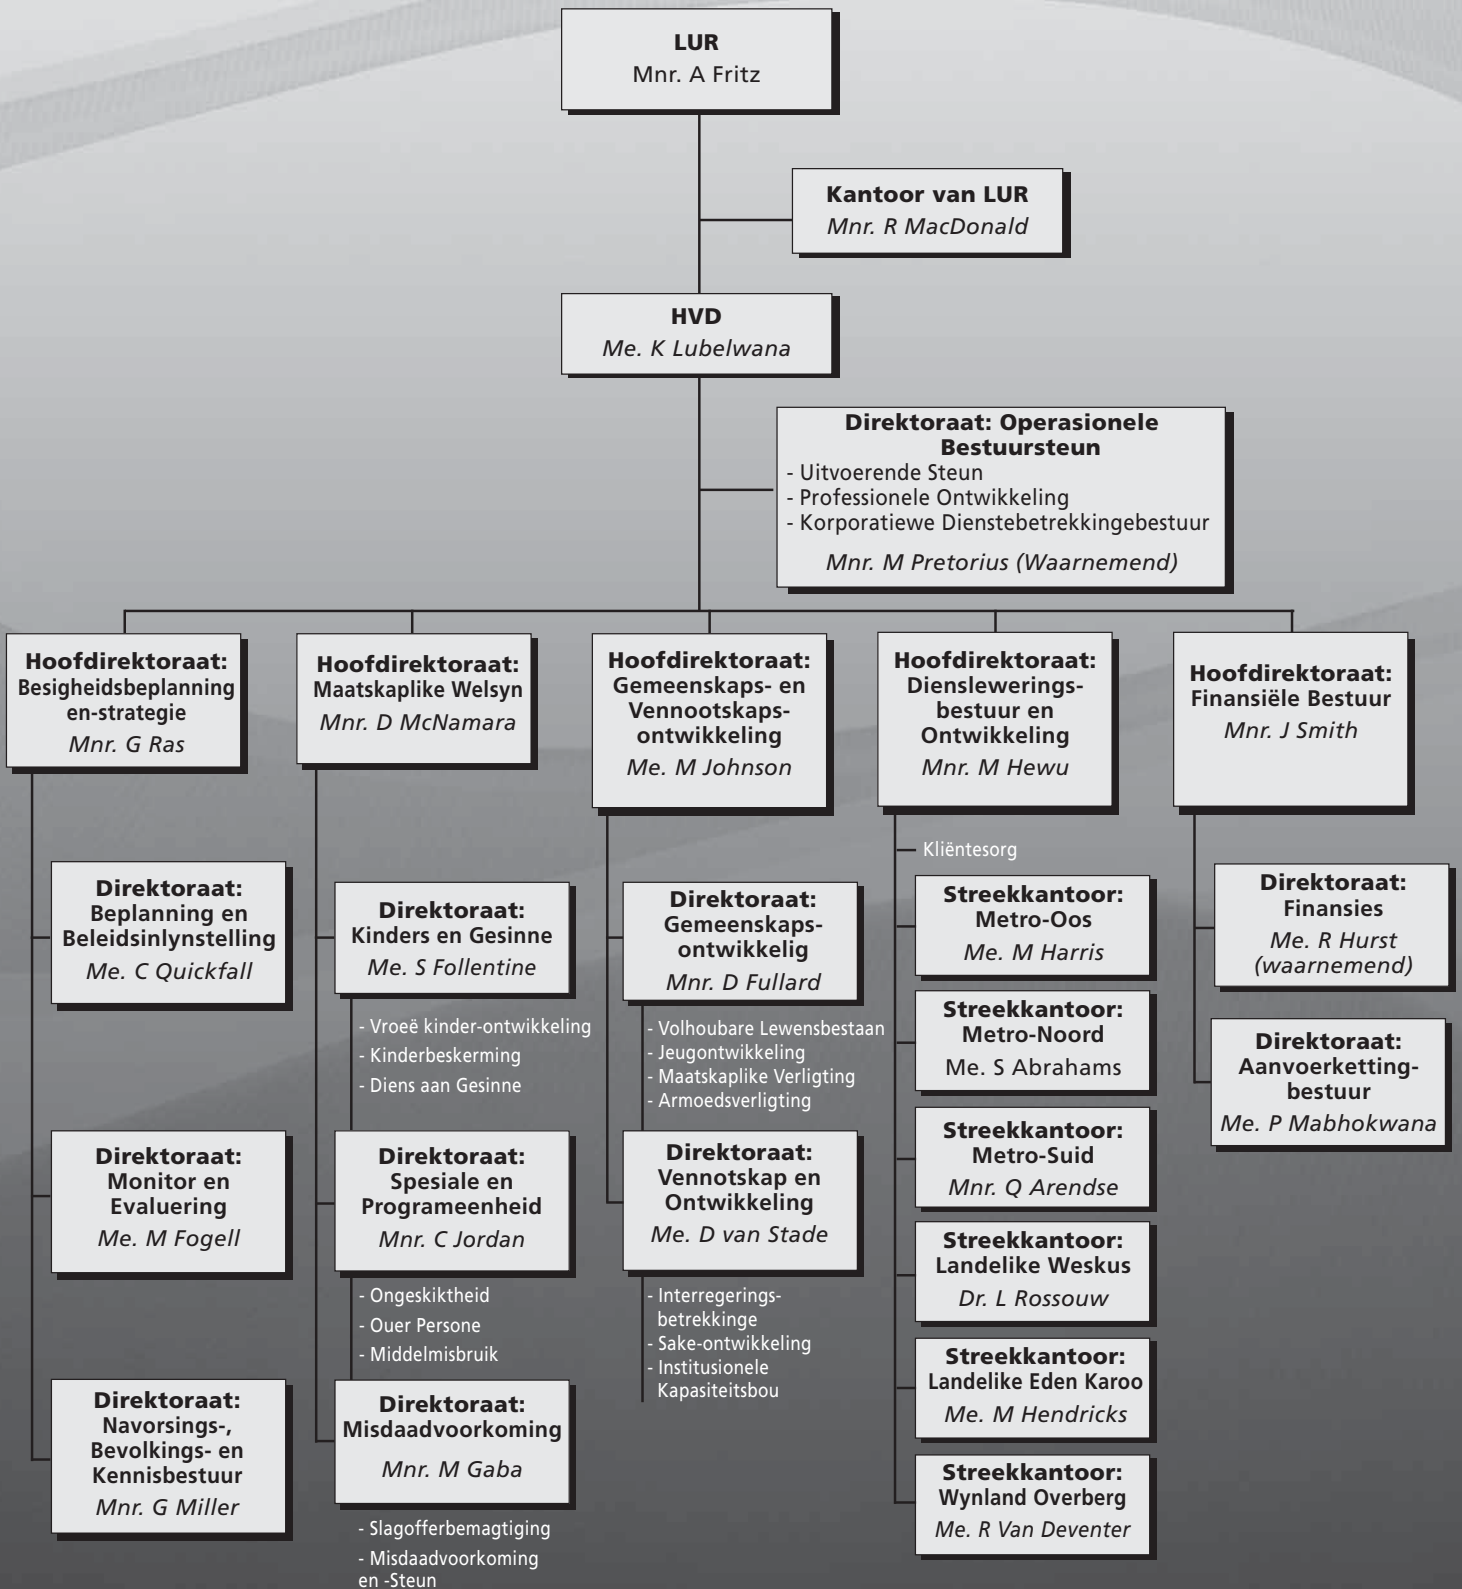 LUR
Mnr. A Fritz
Kantoor van LUR
Mnr. R MacDonald
HVD
Me. K Lubelwana
Direktoraat: Operasionele
Bestuursteun
- Uitvoerende Steun
- Professionele Ontwikkeling
- Korporatiewe Dienstebetrekkingebestuur
Mnr. M Pretorius (Waarnemend)
Hoofdirektoraat:
Besigheidsbeplanning
en-strategie
Mnr. G Ras
Direktoraat:
Beplanning en
Beleidsinlynstelling
Me. C Quickfall
Direktoraat:
Monitor en
Evaluering
Me. M Fogell
Direktoraat:
Navorsings-,
Bevolkings- en
Kennisbestuur
Mnr. G Miller
Hoofdirektoraat:
Maatskaplike Welsyn
Mnr. D McNamara
Direktoraat:
Kinders en Gesinne
Me. S Follentine
- Vroeë kinder-ontwikkeling
- Kinderbeskerming
- Diens aan Gesinne
Direktoraat:
Spesiale en
Programeenheid
Mnr. C Jordan
- Ongeskiktheid
- Ouer Persone
- Middelmisbruik
Direktoraat:
Misdaadvoorkoming
Mnr. M Gaba
- Slagofferbemagtiging
- Misdaadvoorkoming
en -Steun
Hoofdirektoraat:
Gemeenskaps- en
Vennootskaps-
ontwikkeling
Me. M Johnson
Direktoraat:
Gemeenskaps-
ontwikkelig
Mnr. D Fullard
- Volhoubare Lewensbestaan
- Jeugontwikkeling
- Maatskaplike Verligting
- Armoedsverligting
Direktoraat:
Vennotskap en
Ontwikkeling
Me. D van Stade
- Interregerings-
betrekkinge
- Sake-ontwikkeling
- Institusionele
Kapasiteitsbou
Hoofdirektoraat:
Dienslewerings-
bestuur en
Ontwikkeling
Mnr. M Hewu
Kliëntesorg
Streekkantoor:
Metro-Oos
Me. M Harris
Streekkantoor:
Metro-Noord
Me. S Abrahams
Streekkantoor:
Metro-Suid
Mnr. Q Arendse
Streekkantoor:
Landelike Weskus
Dr. L Rossouw
Streekkantoor:
Landelike Eden Karoo
Me. M Hendricks
Streekkantoor:
Wynland Overberg
Me. R Van Deventer
Hoofdirektoraat:
Finansiële Bestuur
Mnr. J Smith
Direktoraat:
Finansies
Me. R Hurst
(waarnemend)
Direktoraat:
Aanvoerketting-
bestuur
Me. P Mabhokwana